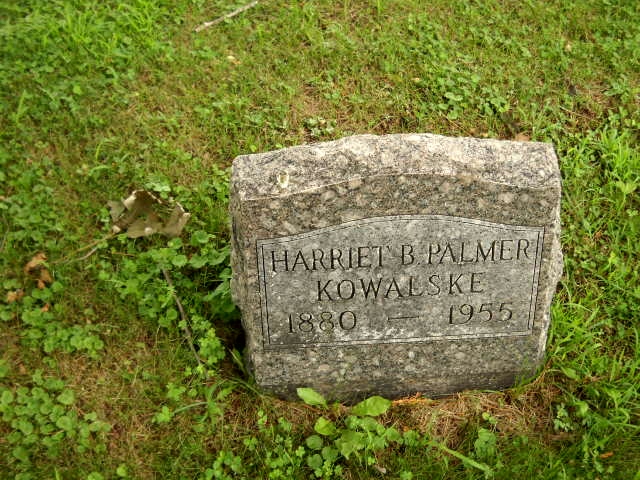 HARRIET B. PALMER
KOWALSKE
1880 — 1955